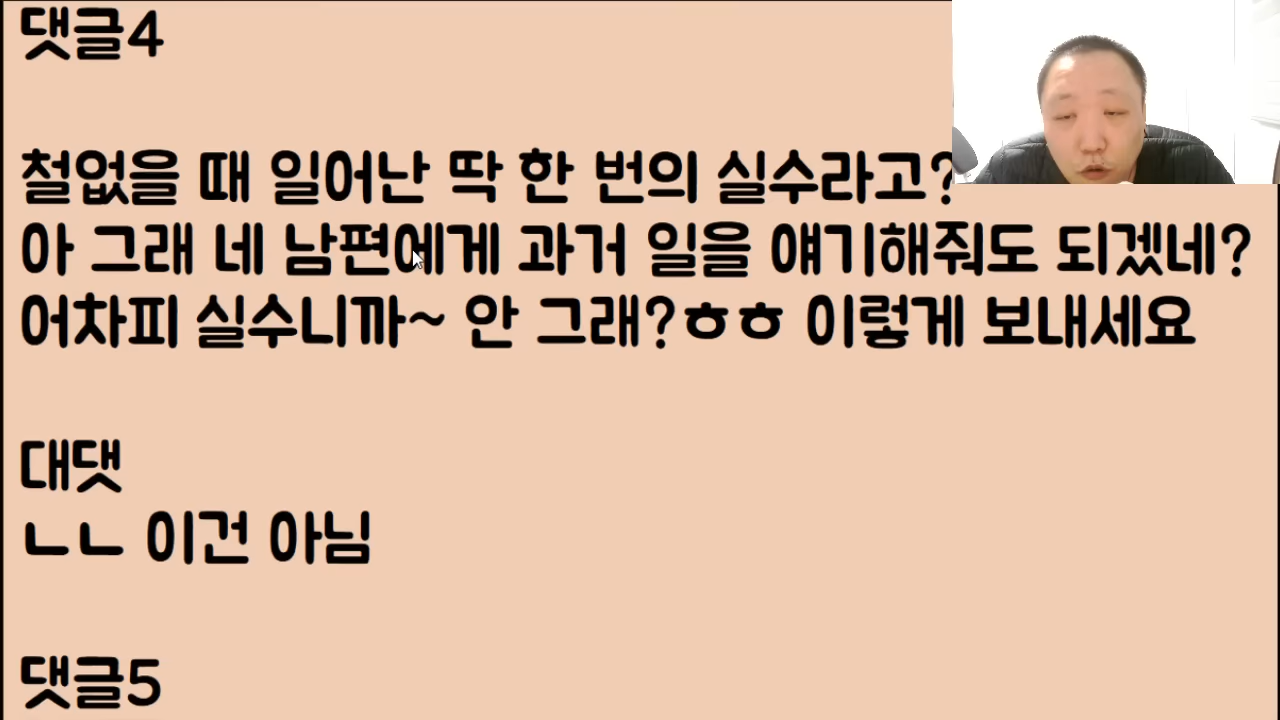 댓글4
철없을 때 일어난 딱 한 번의 실수라고?
아 그래 네 남편에게 과거 일을 얘기해줘도 되겠네?
어차피 실수니까~ 안 그래?ㅎㅎ 이렇게 보내세요
대댓
ㄴㄴ 이건 아님
댓글5